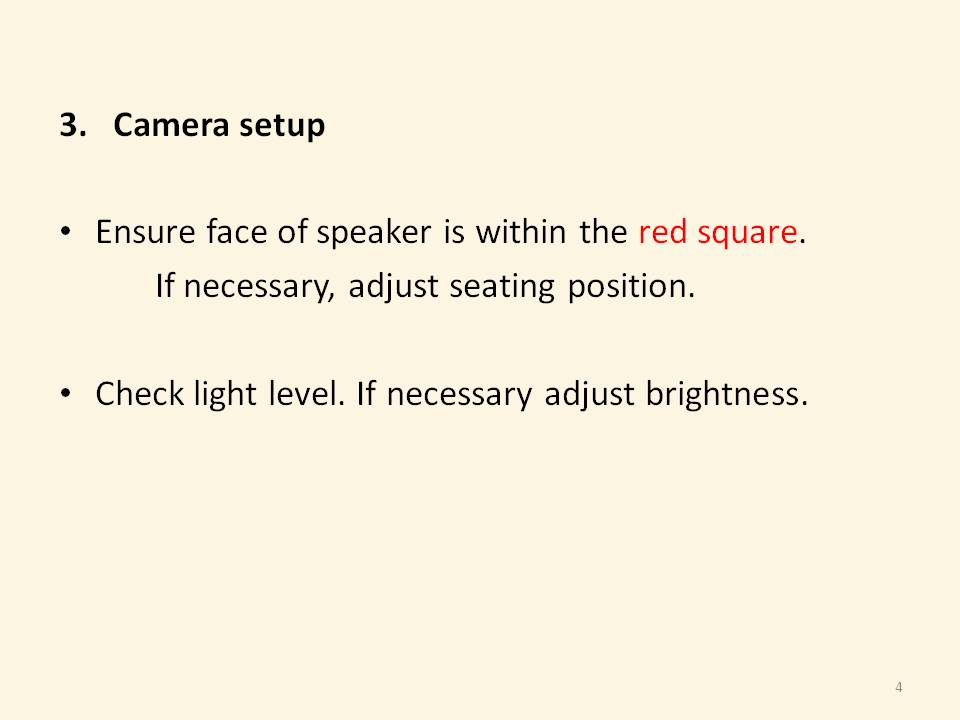 3. Camera setup
• Ensure face of speaker is within the red square.
If necessary, adjust seating position.
• Check light level. If necessary adjust brightness.
4